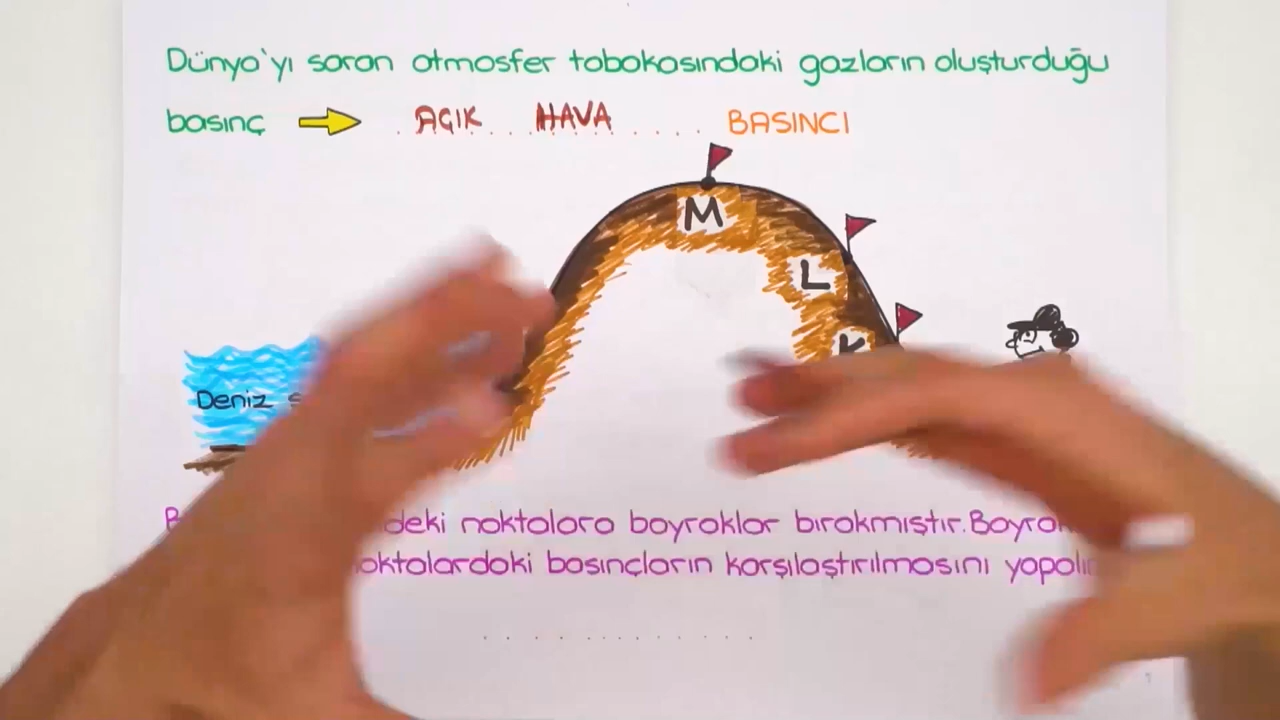 Dünya'yı saran atmosfer tabakasındaki gazların oluşturduğu
basınç AÇIK HAVA BASINCI
M
L
K
Deniz
deki noktalara bayraklar bırakmıştır.
noktalardaki basınçların karşılaştırılmasını